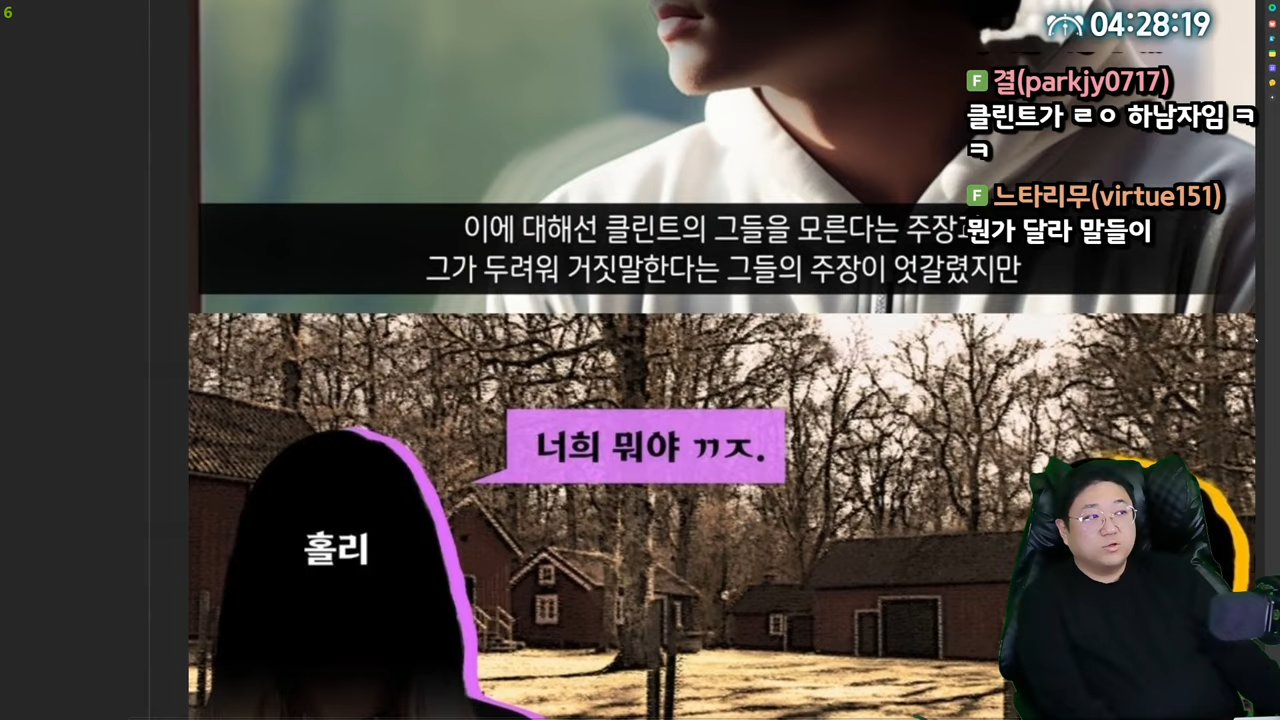 6
04:28:19
F 결(parkjy0717)
클린트가 ㄹㅇ 하남자임 ㅋ
ㅋ
F 느타리무(virtue151)
뭔가 달라 말들이
이에 대해선 클린트의 그들을 모른다는 주장과
그가 두려워 거짓말한다는 그들의 주장이 엇갈렸지만
너희 뭐야 ㄲㅈ.
홀리